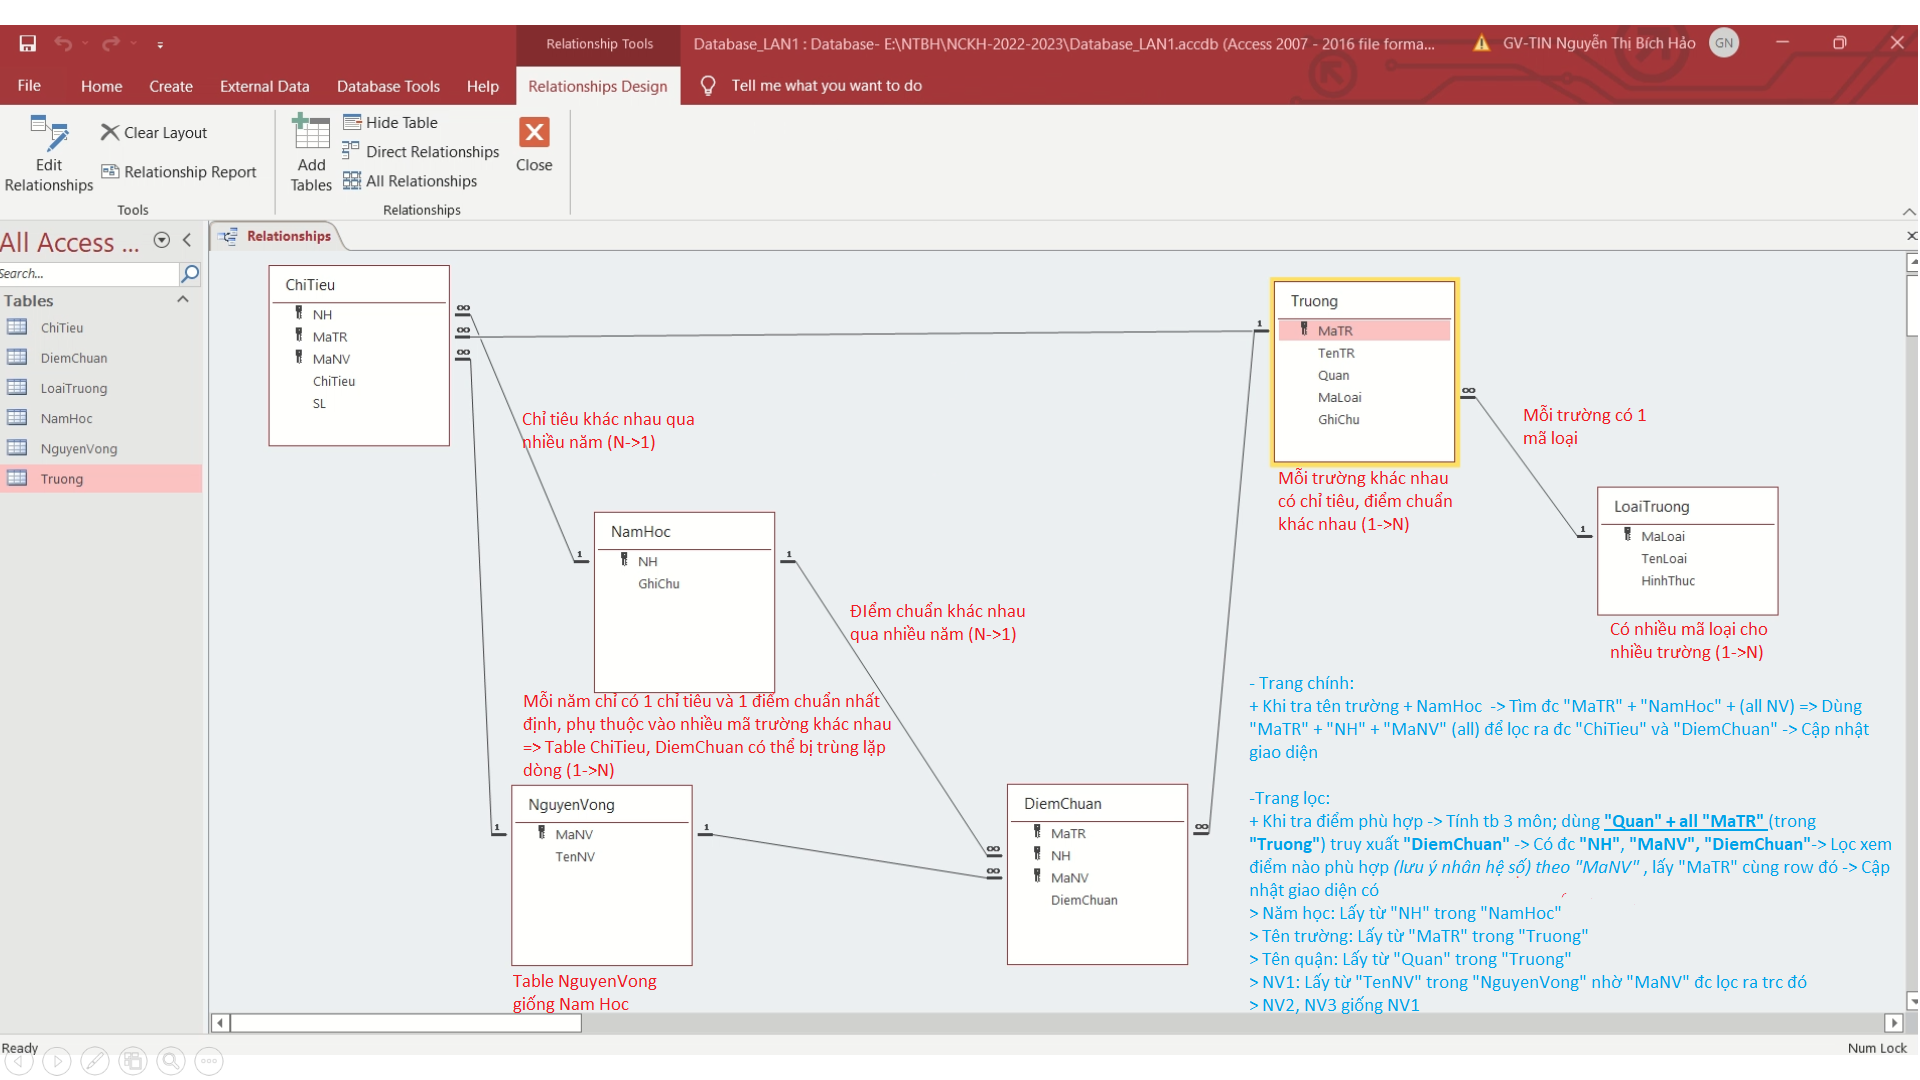 Relationship Tools
Database_LAN1 : Database- E:\NTBH\NCKH-2022-2023\Database_LAN1.accdb (Access 2007 - 2016 file forma...
GV-TIN Nguyễn Thị Bích Hảo
GN
File
Home
Create
External Data
Database Tools
Help
Relationships Design
Tell me what you want to do
Edit
Relationships
Clear Layout
Relationship Report
Tools
Add
Tables
Hide Table
Direct Relationships
All Relationships
Relationships
Close
All Access ...
Search...
Tables
ChiTieu
DiemChuan
LoaiTruong
NamHoc
NguyenVong
Truong
Relationships
ChiTieu
NH
MaTR
MaNV
ChiTieu
SL
∞
∞
∞
Chỉ tiêu khác nhau qua
nhiều năm (N->1)
1
Truong
MaTR
TenTR
Quan
MaLoai
GhiChu
∞
Mỗi trường khác nhau
có chỉ tiêu, điểm chuẩn
khác nhau (1->N)
Mỗi trường có 1
mã loại
1
LoaiTruong
MaLoai
TenLoai
HinhThuc
Có nhiều mã loại cho
nhiều trường (1->N)
1
NamHoc
NH
GhiChu
1
ĐIểm chuẩn khác nhau
qua nhiều năm (N->1)
Mỗi năm chỉ có 1 chỉ tiêu và 1 điểm chuẩn nhất
định, phụ thuộc vào nhiều mã trường khác nhau
=> Table ChiTieu, DiemChuan có thể bị trùng lặp
dòng (1->N)
1
NguyenVong
MaNV
TenNV
1
Table NguyenVong
giống Nam Hoc
DiemChuan
MaTR
NH
MaNV
DiemChuan
∞
∞
∞
- Trang chính:
+ Khi tra tên trường + NamHoc -> Tìm đc "MaTR" + "NamHoc" + (all NV) => Dùng
"MaTR" + "NH" + "MaNV" (all) để lọc ra đc "ChiTieu" và "DiemChuan" -> Cập nhật
giao diện
-Trang lọc:
+ Khi tra điểm phù hợp -> Tính tb 3 môn; dùng "Quan" + all "MaTR" (trong
"Truong") truy xuất "DiemChuan" -> Có đc "NH", "MaNV", "DiemChuan"-> Lọc xem
điểm nào phù hợp (lưu ý nhân hệ số) theo "MaNV" , lấy "MaTR" cùng row đó -> Cập
nhật giao diện có
> Năm học: Lấy từ "NH" trong "NamHoc"
> Tên trường: Lấy từ "MaTR" trong "Truong"
> Tên quận: Lấy từ "Quan" trong "Truong"
> NV1: Lấy từ "TenNV" trong "NguyenVong" nhờ "MaNV" đc lọc ra trc đó
> NV2, NV3 giống NV1
Ready
Num Lock